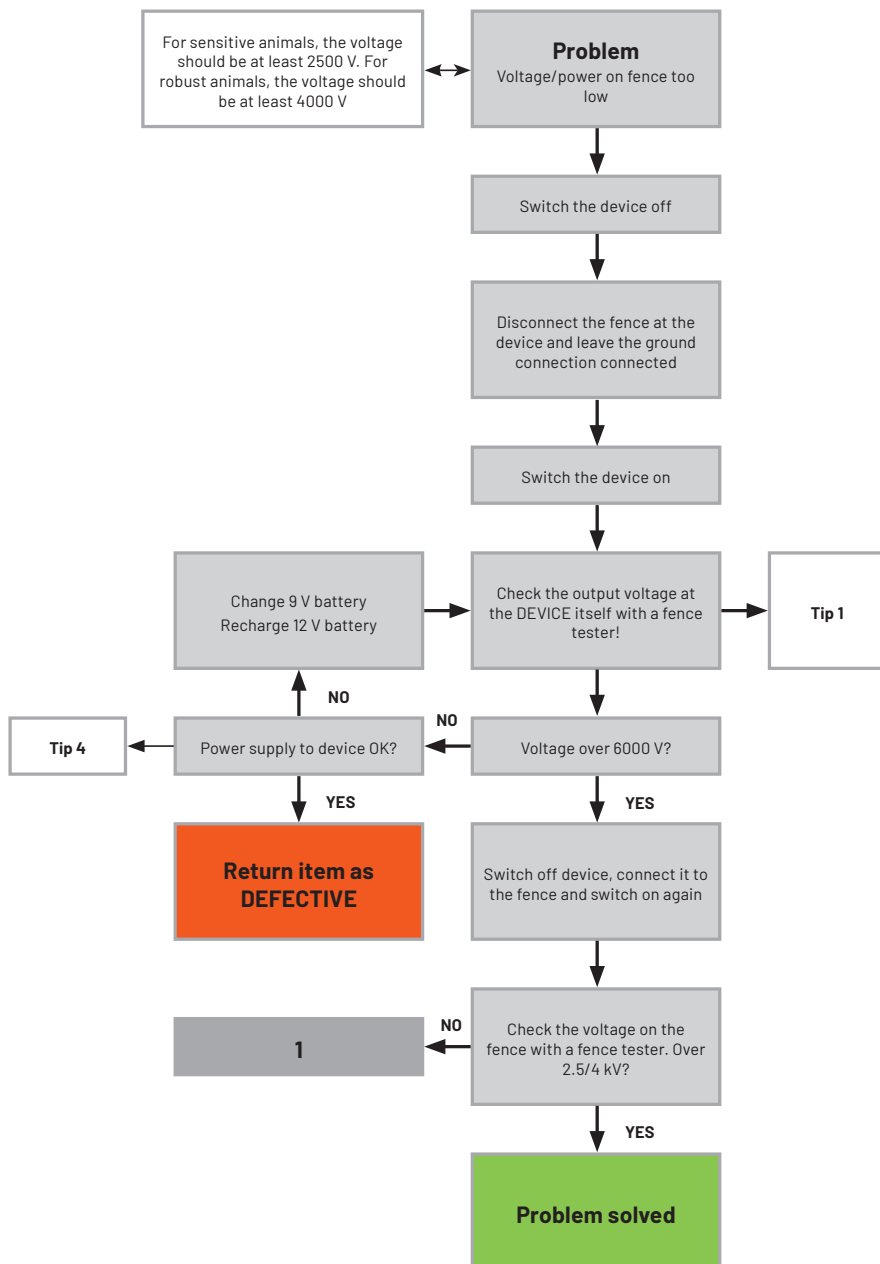 For sensitive animals, the voltage
should be at least 2500 V. For
robust animals, the voltage should
be at least 4000 V
Problem
Voltage/power on fence too
low
Switch the device off
Disconnect the fence at the
device and leave the ground
connection connected
Switch the device on
Change 9 V battery
Recharge 12 V battery
Check the output voltage at
the DEVICE itself with a fence
tester!
Tip 1
NO
NO
Tip 4
Power supply to device OK?
Voltage over 6000 V?
YES
YES
Return item as
DEFECTIVE
Switch off device, connect it to
the fence and switch on again
1
NO
Check the voltage on the
fence with a fence tester. Over
2.5/4 kV?
YES
Problem solved